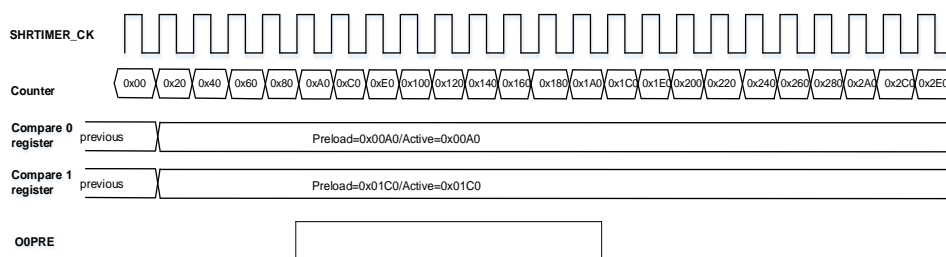 SHRTIMER_CK
Counter 0x00 0x20 0x40 0x60 0x80 0xA0 0xC0 0xE0 0x100 0x120 0x140 0x160 0x180 0x1A0 0x1C0 0x1E0 0x200 0x220 0x240 0x260 0x280 0x2A0 0x2C0 0x2E0
Compare 0
register previous Preload=0x00A0/Active=0x00A0
Compare 1
register previous Preload=0x01C0/Active=0x01C0
O0PRE